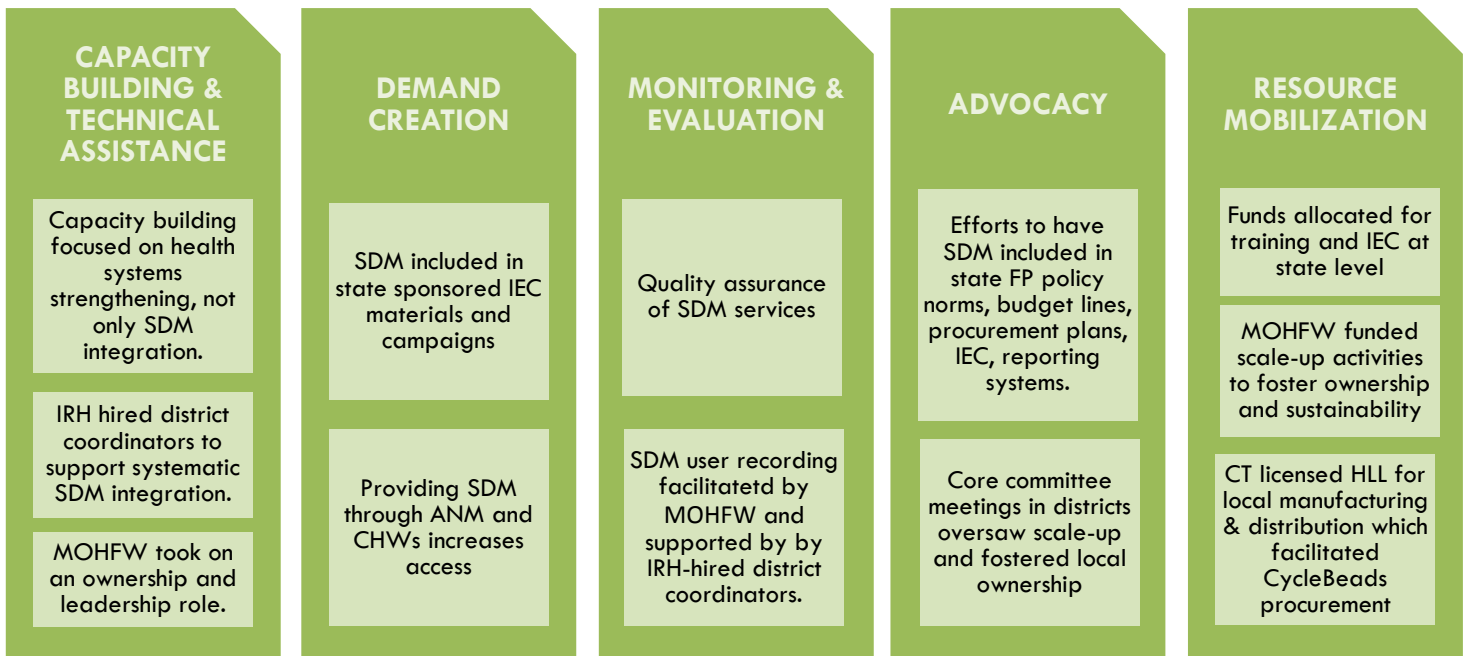 CAPACITY
BUILDING &
TECHNICAL
ASSISTANCE
Capacity building
focused on health
systems
strengthening, not
only SDM
integration.
IRH hired district
coordinators to
support systematic
SDM integration.
MOHFW took on
an ownership and
leadership role.
DEMAND
CREATION
SDM included in
state sponsored IEC
materials and
campaigns
Providing SDM
through ANM and
CHWs increases
access
MONITORING &
EVALUATION
Quality assurance
of SDM services
SDM user recording
facilitatetd by
MOHFW and
supported by by
IRH-hired district
coordinators.
ADVOCACY
Efforts to have
SDM included in
state FP policy
norms, budget lines,
procurement plans,
IEC, reporting
systems.
Core committee
meetings in districts
oversaw scale-up
and fostered local
ownership
RESOURCE
MOBILIZATION
Funds allocated for
training and IEC at
state level
MOHFW funded
scale-up activities
to foster ownership
and sustainability
CT licensed HLL for
local manufacturing
& distribution which
facilitated
CycleBeads
procurement